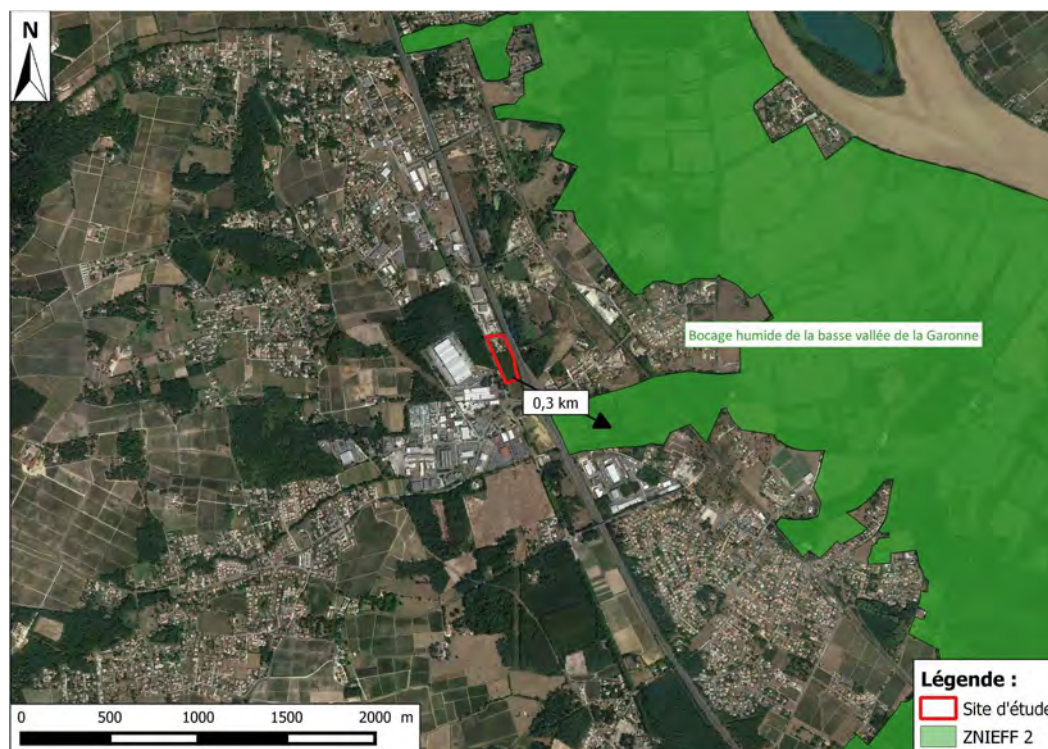 N
Bocage humide de la basse vallée de la Garonne
0,3 km
0 500 1000 1500 2000 m
Légende :
Site d'étude
ZNIEFF 2